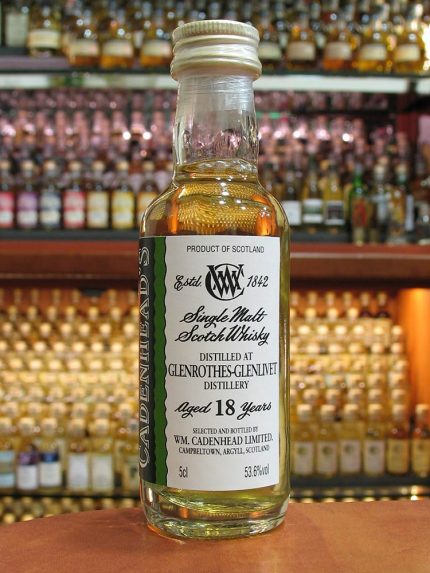 CADENHEAD'S
PRODUCT OF SCOTLAND
Estd. WC 1842
Single Malt
Scotch Whisky
DISTILLED AT
GLENROTHES-GLENLIVET
DISTILLERY
Aged 18 Years
SELECTED AND BOTTLED BY
WM. CADENHEAD LIMITED.
CAMPBELTOWN, ARGYLL, SCOTLAND
5cl 53.6%vol